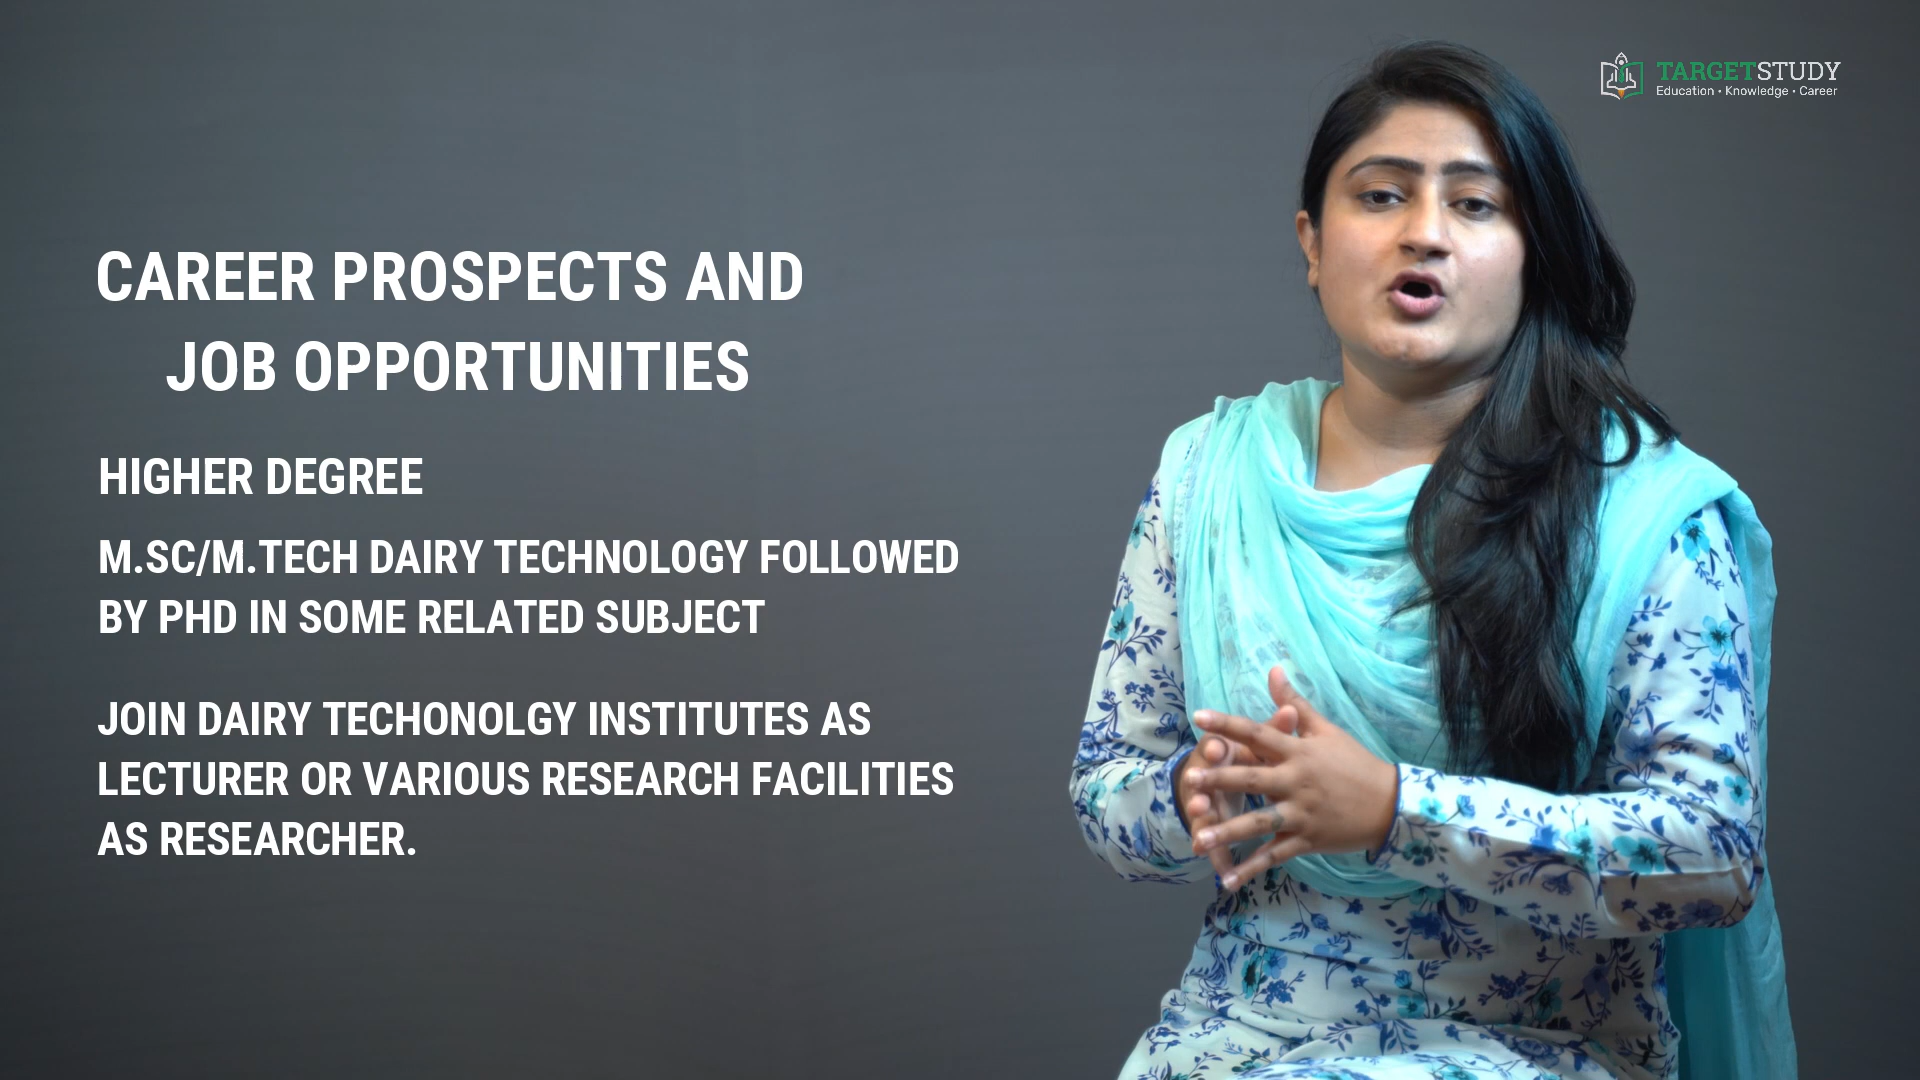 TARGETSTUDY
Education • Knowledge • Career
CAREER PROSPECTS AND
JOB OPPORTUNITIES
HIGHER DEGREE
M.SC/M.TECH DAIRY TECHNOLOGY FOLLOWED
BY PHD IN SOME RELATED SUBJECT
JOIN DAIRY TECHONOLGY INSTITUTES AS
LECTURER OR VARIOUS RESEARCH FACILITIES
AS RESEARCHER.